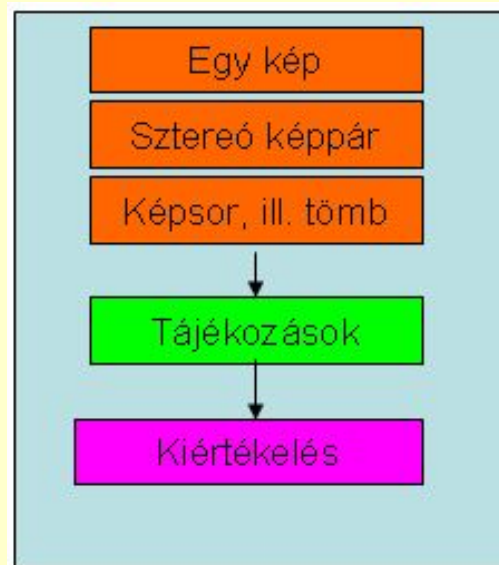 Egy kép
Sztereó képpár
Képsor, ill. tömb
Tájékozások
Kiértékelés